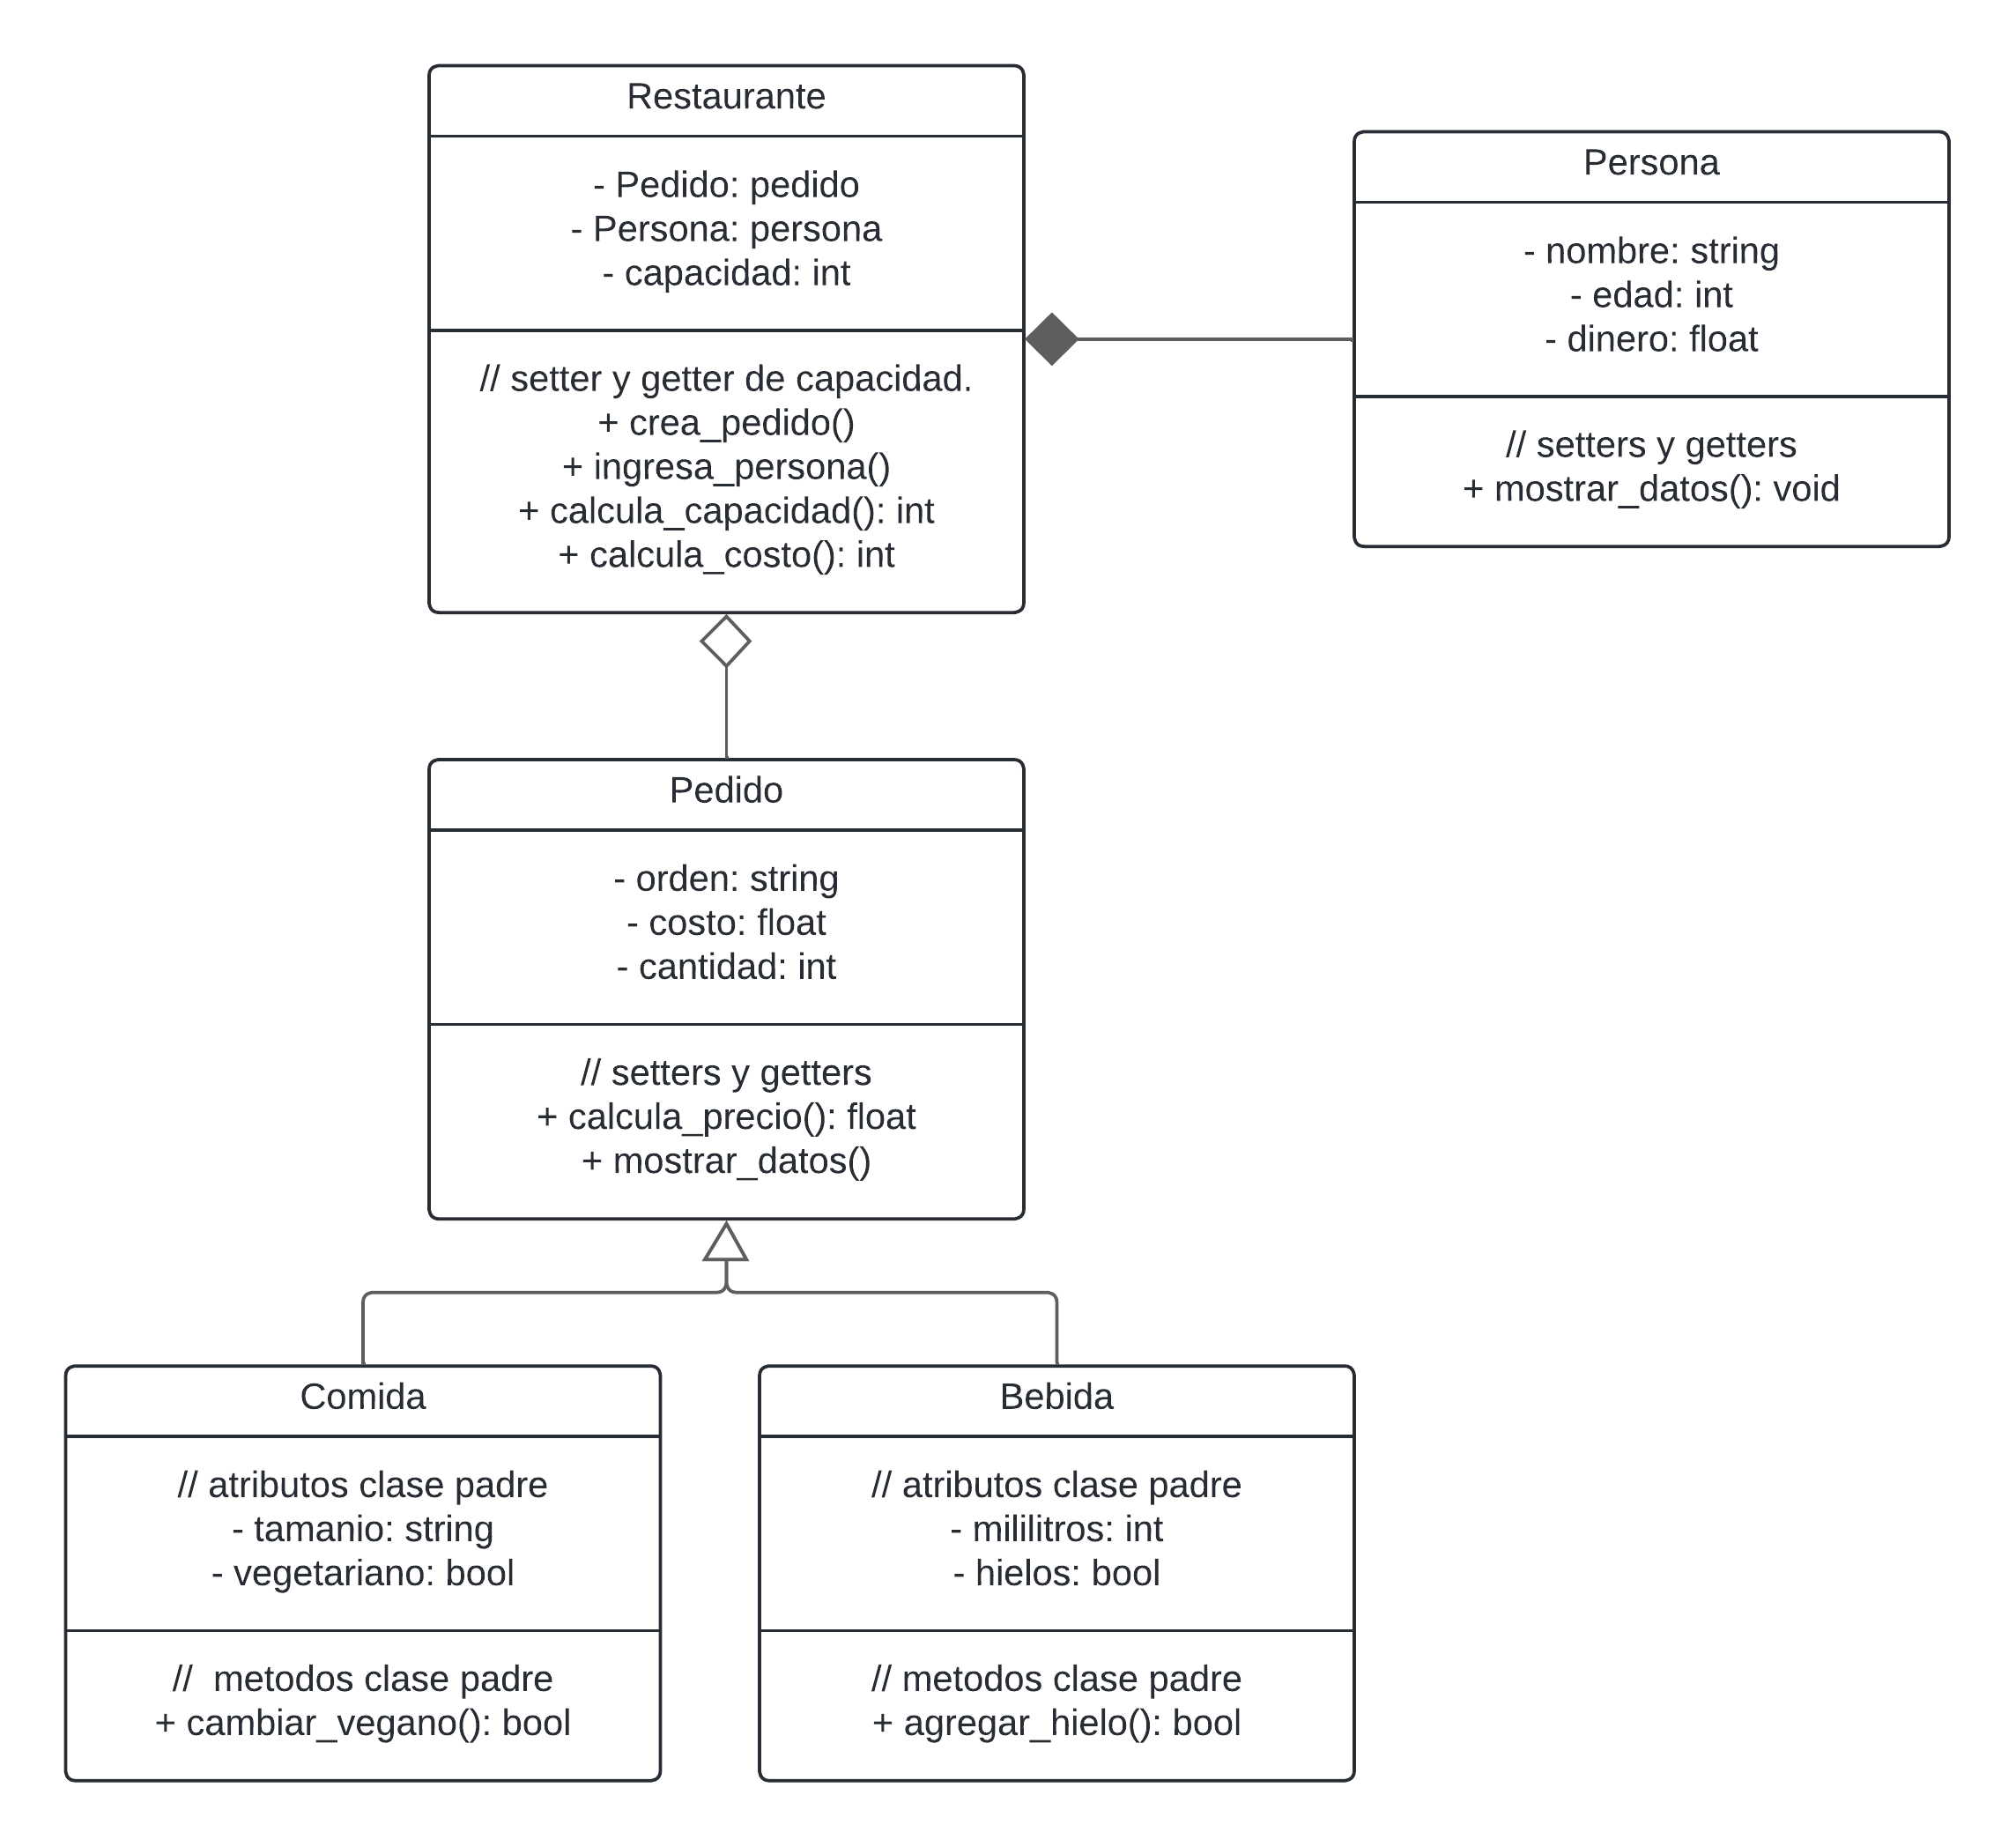 Restaurante
- Pedido: pedido
- Persona: persona
- capacidad: int
// setter y getter de capacidad.
+ crea_pedido()
+ ingresa_persona()
+ calcula_capacidad(): int
+ calcula_costo(): int
Persona
- nombre: string
- edad: int
- dinero: float
// setters y getters
+ mostrar_datos(): void
Pedido
- orden: string
- costo: float
- cantidad: int
// setters y getters
+ calcula_precio(): float
+ mostrar_datos()
Comida
// atributos clase padre
- tamanio: string
- vegetariano: bool
//  metodos clase padre
+ cambiar_vegano(): bool
Bebida
// atributos clase padre
- mililitros: int
- hielos: bool
// metodos clase padre
+ agregar_hielo(): bool